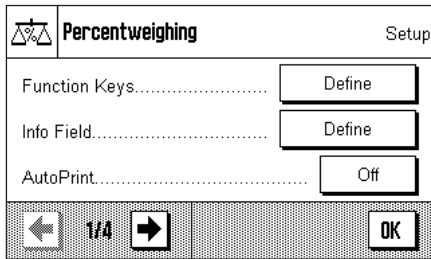 Percentweighing Setup
Function Keys........................ Define
Info Field................................ Define
AutoPrint...................................... Off
1/4 OK